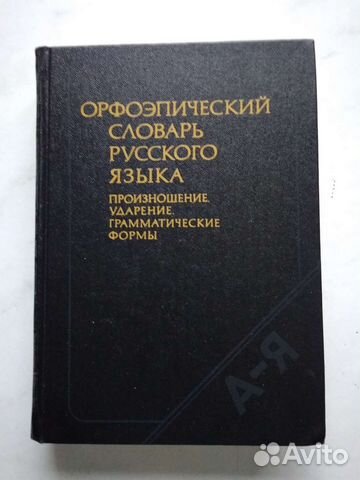 ОРФОЭПИЧЕСКИЙ
СЛОВАРЬ
РУССКОГО
ЯЗЫКА
ПРОИЗНОШЕНИЕ.
УДАРЕНИЕ.
ГРАММАТИЧЕСКИЕ
ФОРМЫ
А-Я
Avito